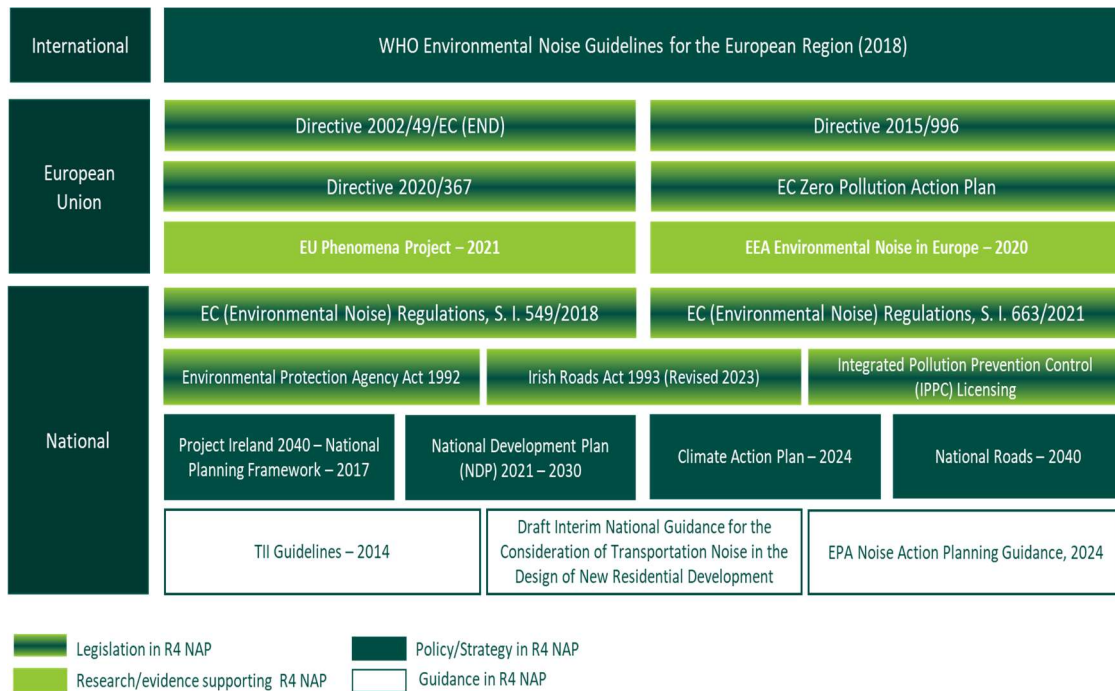 International
WHO Environmental Noise Guidelines for the European Region (2018)
European
Union
Directive 2002/49/EC (END)
Directive 2015/996
Directive 2020/367
EC Zero Pollution Action Plan
EU Phenomena Project – 2021
EEA Environmental Noise in Europe – 2020
National
EC (Environmental Noise) Regulations, S. I. 549/2018
EC (Environmental Noise) Regulations, S. I. 663/2021
Environmental Protection Agency Act 1992
Irish Roads Act 1993 (Revised 2023)
Integrated Pollution Prevention Control
(IPPC) Licensing
Project Ireland 2040 – National
Planning Framework – 2017
National Development Plan
(NDP) 2021 – 2030
Climate Action Plan – 2024
National Roads – 2040
TII Guidelines – 2014
Draft Interim National Guidance for the
Consideration of Transportation Noise in the
Design of New Residential Development
EPA Noise Action Planning Guidance, 2024
Legislation in R4 NAP
Policy/Strategy in R4 NAP
Research/evidence supporting R4 NAP
Guidance in R4 NAP